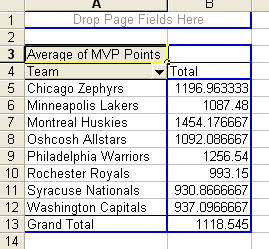 A B
1 Drop Page Fields Here
2
3 Average of MVP Points
4 Team Total
5 Chicago Zephyrs 1196.963333
6 Minneapolis Lakers 1087.48
7 Montreal Huskies 1454.176667
8 Oshcosh Allstars 1092.086667
9 Philadelphia Warriors 1256.54
10 Rochester Royals 993.15
11 Syracuse Nationals 930.8666667
12 Washington Capitals 937.0966667
13 Grand Total 1118.545
14